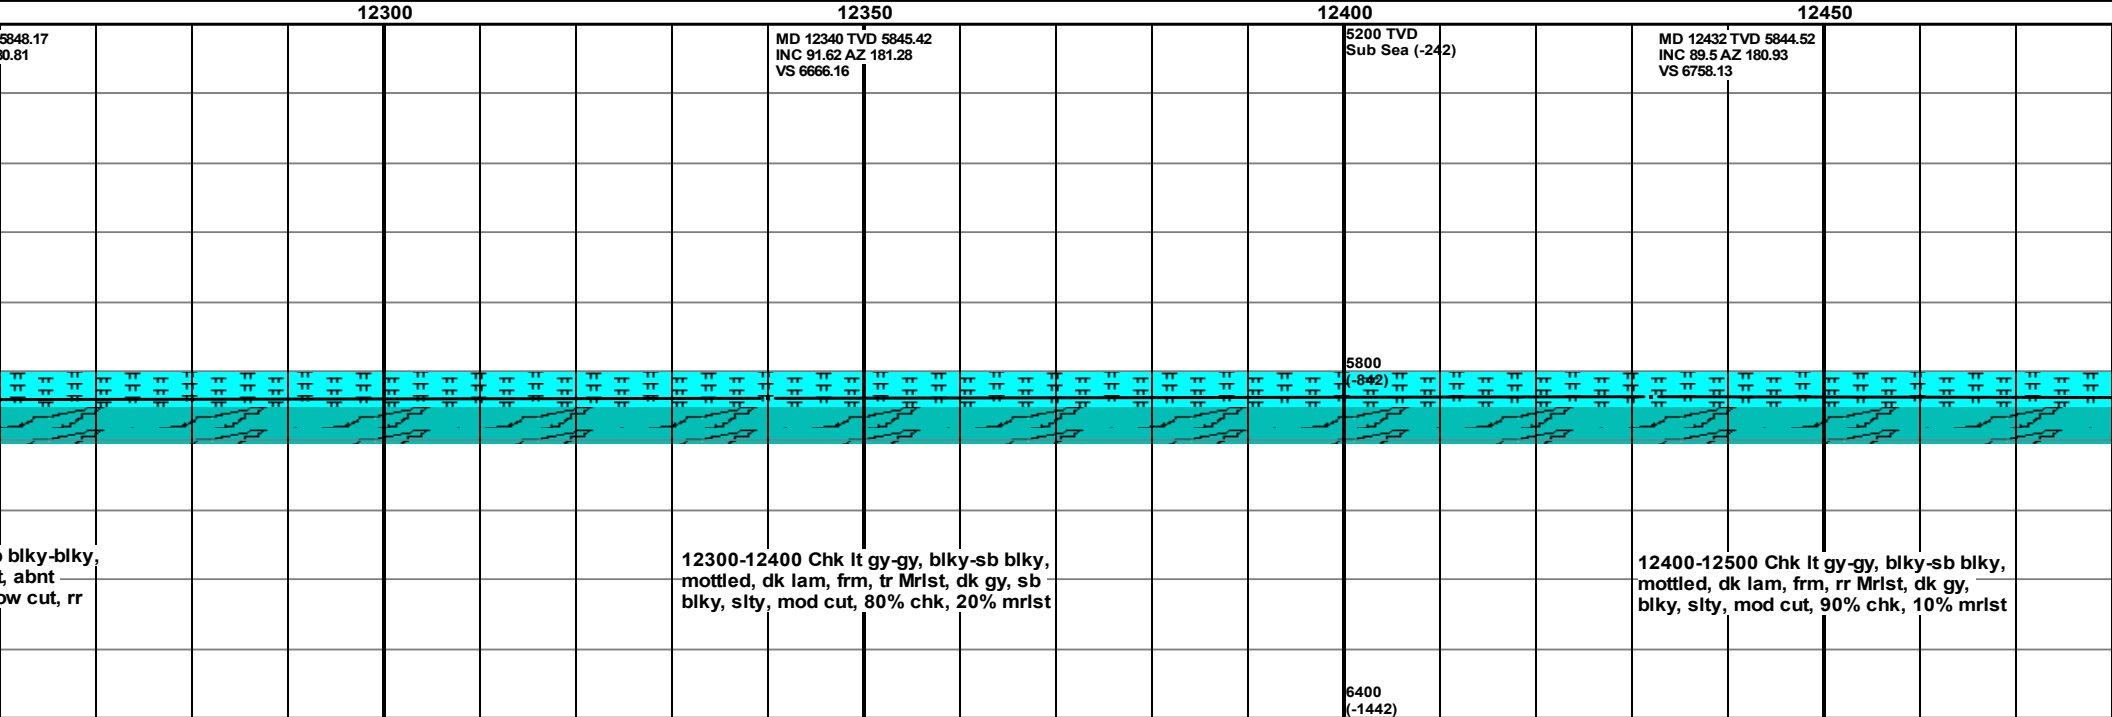 12300
12350
12400
12450
5848.17
30.81
MD 12340 TVD 5845.42
INC 91.62 AZ 181.28
VS 6666.16
5200 TVD
Sub Sea (-242)
MD 12432 TVD 5844.52
INC 89.5 AZ 180.93
VS 6758.13
5800
(-842)
blky-blky,
t, abnt
ow cut, rr
12300-12400 Chk lt gy-gy, blky-sb blky,
mottled, dk lam, frm, tr Mrlst, dk gy, sb
blky, slty, mod cut, 80% chk, 20% mrlst
12400-12500 Chk lt gy-gy, blky-sb blky,
mottled, dk lam, frm, rr Mrlst, dk gy,
blky, slty, mod cut, 90% chk, 10% mrlst
6400
(-1442)